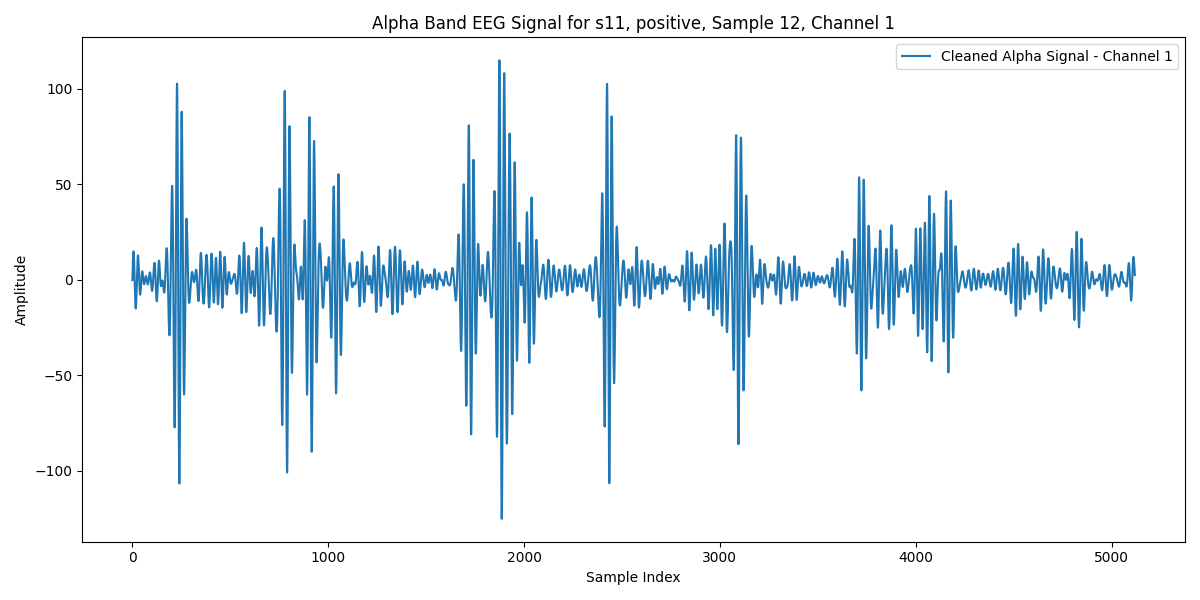 Alpha Band EEG Signal for s11, positive, Sample 12, Channel 1
Cleaned Alpha Signal - Channel 1
100
50
0
−50
−100
Amplitude
0 1000 2000 3000 4000 5000
Sample Index